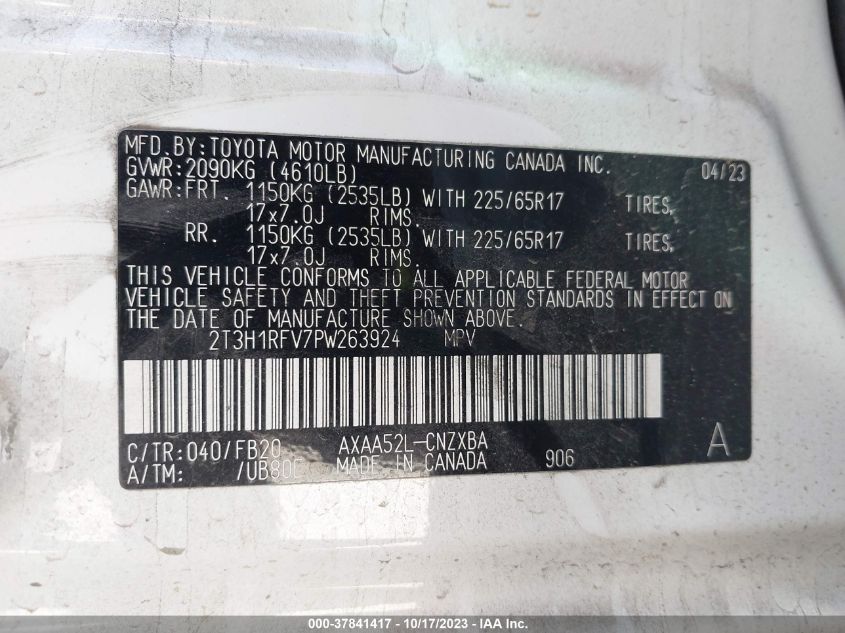 MFD.BY:TOYOTA MOTOR MANUFACTURING CANADA INC. 04/23
GVWR:2090KG (4610LB)
GAWR:FRT. 1150KG (2535LB) WITH 225/65R17 TIRES,
17x7.0J RIMS.
RR. 1150KG (2535LB) WITH 225/65R17 TIRES,
17x7.0J RIMS.
THIS VEHICLE CONFORMS TO ALL APPLICABLE FEDERAL MOTOR
VEHICLE SAFETY AND THEFT PREVENTION STANDARDS IN EFFECT ON
THE DATE OF MANUFACTURE SHOWN ABOVE.
2T3H1RFV7PW263924 MPV
C/TR:040/FB20 AXAA52L-CNZXBA A
A/TM: /UB80F MADE IN CANADA 906
000-37841417 - 10/17/2023 - IAA Inc.